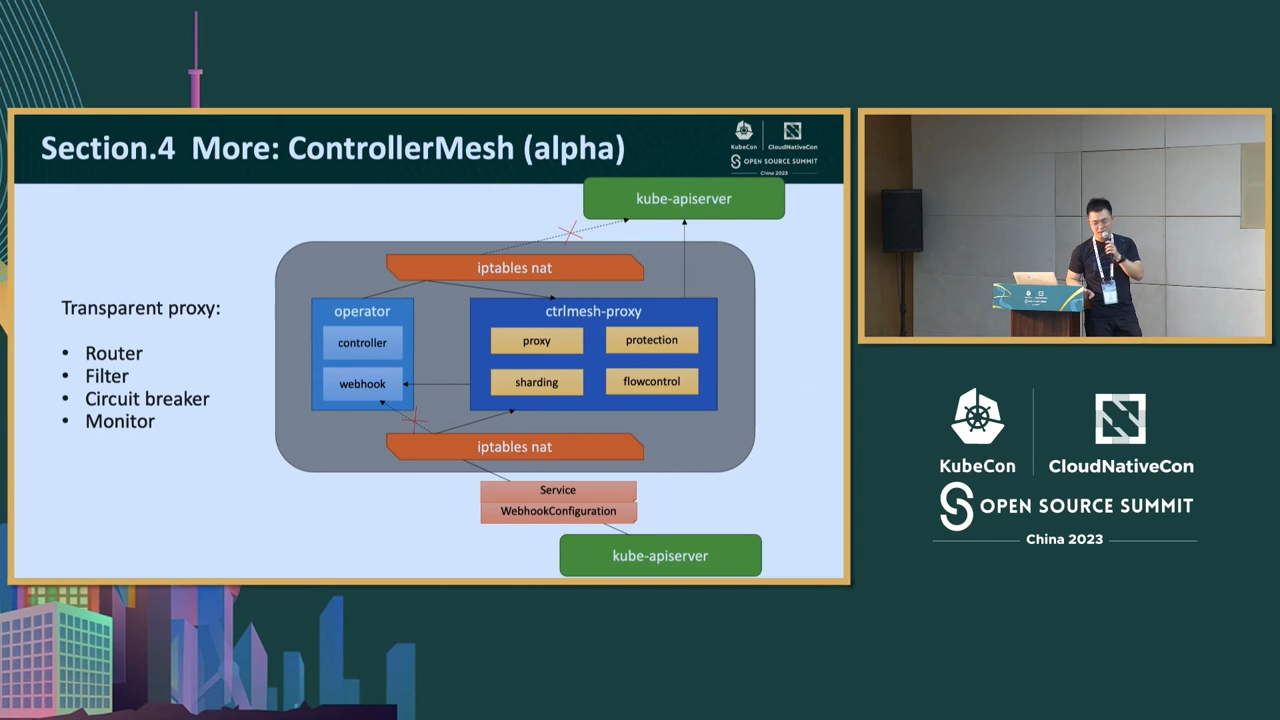 Section.4 More: ControllerMesh (alpha)
KubeCon
CloudNativeCon
OPEN SOURCE SUMMIT
China 2023
kube-apiserver
iptables nat
Transparent proxy:
• Router
• Filter
• Circuit breaker
• Monitor
operator
controller
webhook
ctrlmesh-proxy
proxy
protection
sharding
flowcontrol
iptables nat
Service
WebhookConfiguration
kube-apiserver
KubeCon
CloudNativeCon
OPEN SOURCE SUMMIT
China 2023